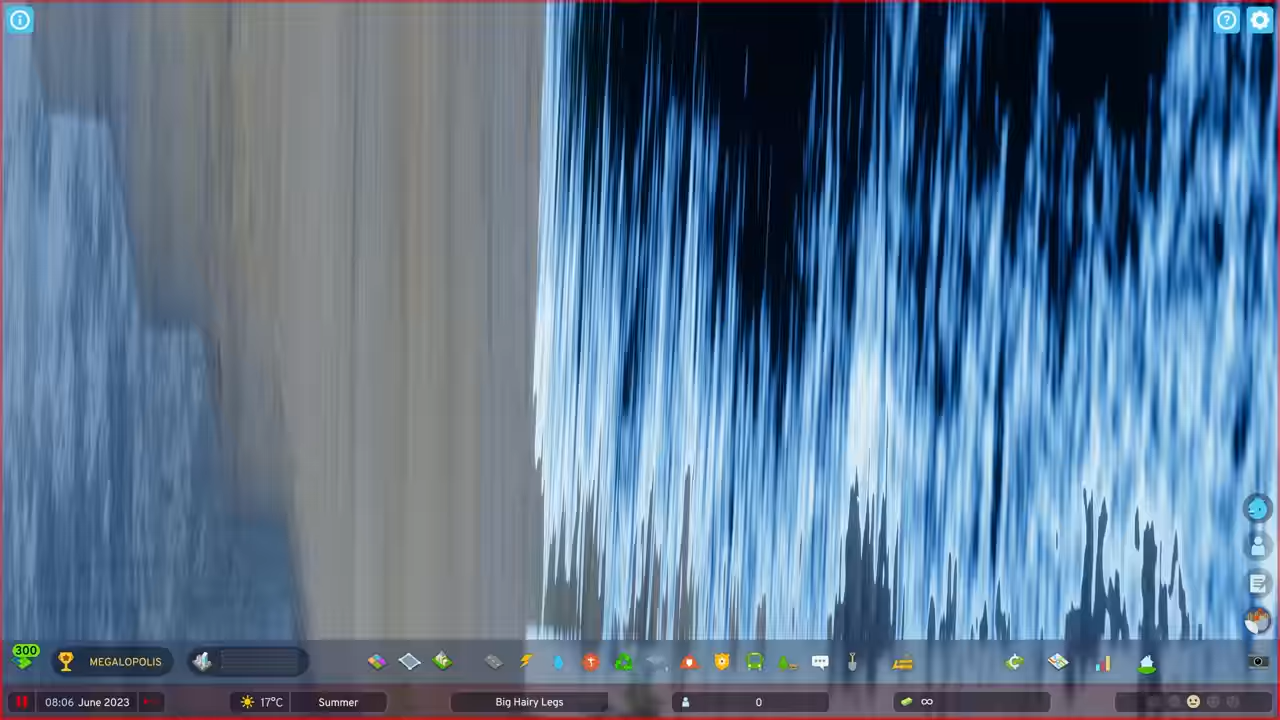 300
MEGALOPOLIS
08:06 June 2023
17°C
Summer
Big Hairy Legs
0
∞